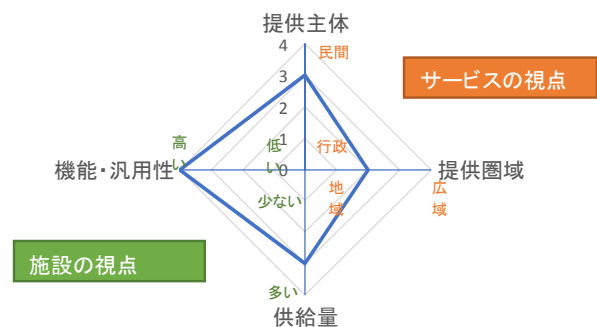 提供主体
4
民間
3
サービスの視点
2
高い
低い
1
行政
機能・汎用性
0
提供圏域
地域
広域
少ない
施設の視点
多い
供給量